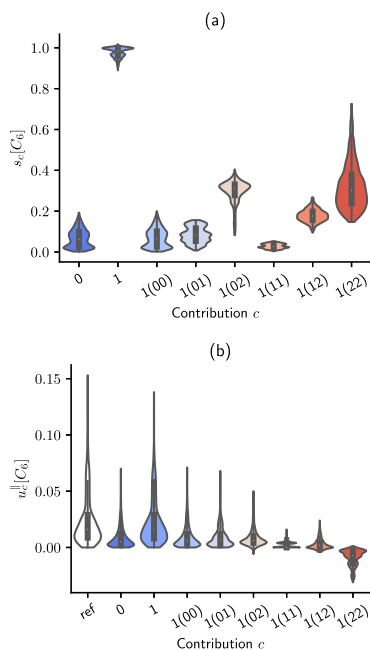 (a)
1.0
0.8
0.6
0.4
0.2
0.0
s_c[C_6]
0 1 1(00) 1(01) 1(02) 1(11) 1(12) 1(22)
Contribution c
(b)
0.15
0.10
0.05
0.00
u_c^∥[C_6]
ref 0 1 1(00) 1(01) 1(02) 1(11) 1(12) 1(22)
Contribution c